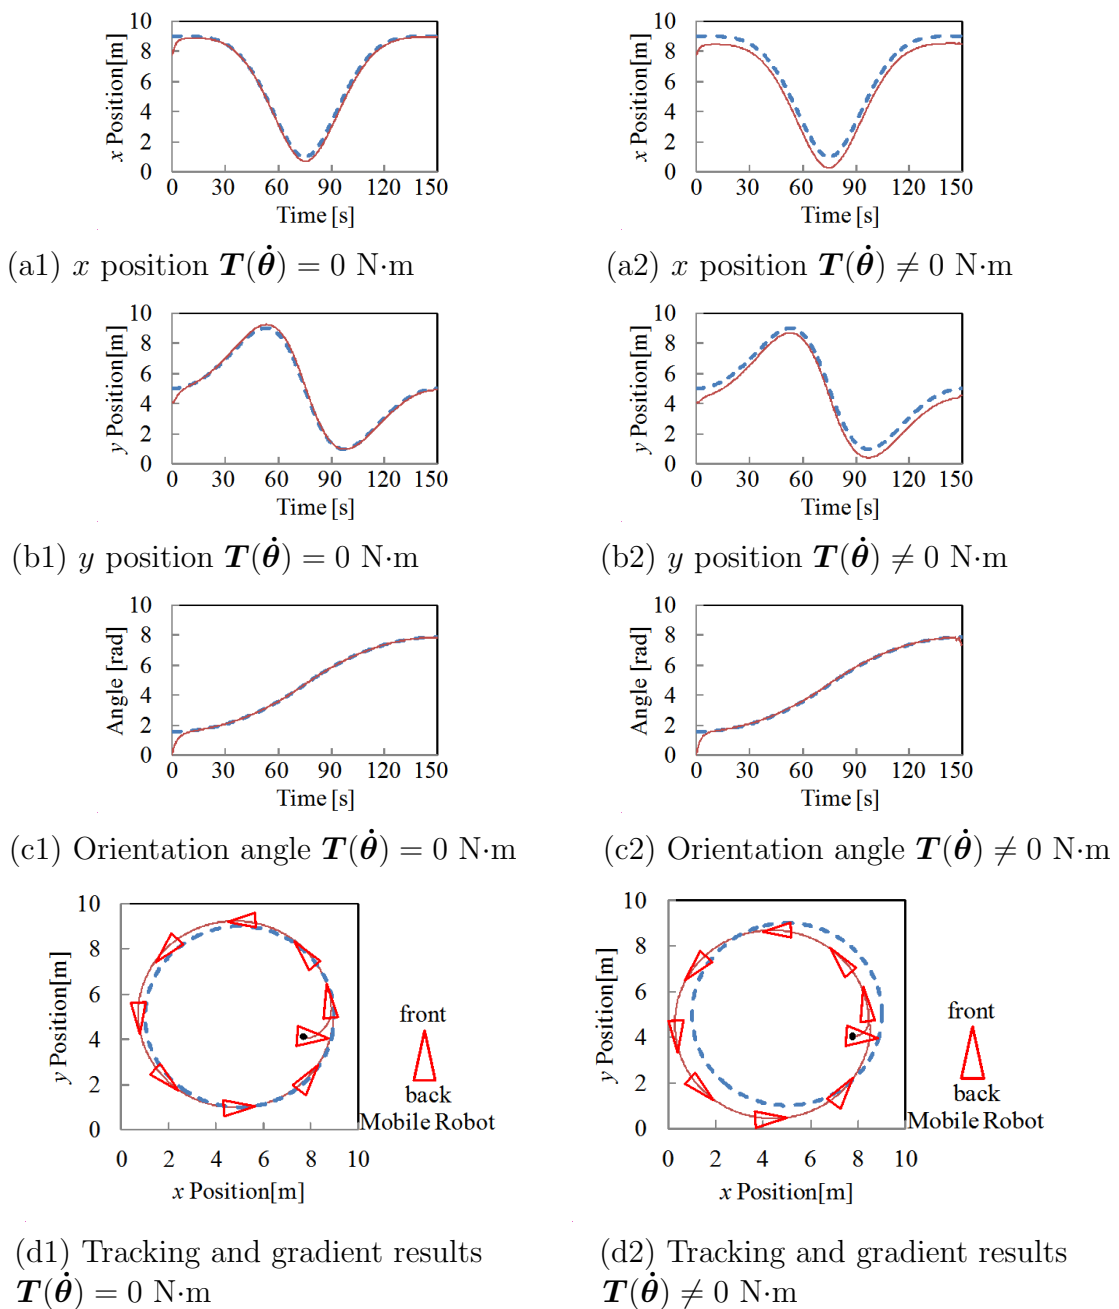 10
8
6
4
2
0
x Position[m]
0 30 60 90 120 150
Time [s]
(a1) x position T(θ̇) = 0 N·m
10
8
6
4
2
0
x Position[m]
0 30 60 90 120 150
Time [s]
(a2) x position T(θ̇) ≠ 0 N·m
10
8
6
4
2
0
y Position[m]
0 30 60 90 120 150
Time [s]
(b1) y position T(θ̇) = 0 N·m
10
8
6
4
2
0
y Position[m]
0 30 60 90 120 150
Time [s]
(b2) y position T(θ̇) ≠ 0 N·m
10
8
6
4
2
0
Angle [rad]
0 30 60 90 120 150
Time [s]
(c1) Orientation angle T(θ̇) = 0 N·m
10
8
6
4
2
0
Angle [rad]
0 30 60 90 120 150
Time [s]
(c2) Orientation angle T(θ̇) ≠ 0 N·m
10
8
6
4
2
0
y Position[m]
0 2 4 6 8 10
x Position[m]
front
back
Mobile Robot
(d1) Tracking and gradient results
T(θ̇) = 0 N·m
10
8
6
4
2
0
y Position[m]
0 2 4 6 8 10
x Position[m]
front
back
Mobile Robot
(d2) Tracking and gradient results
T(θ̇) ≠ 0 N·m